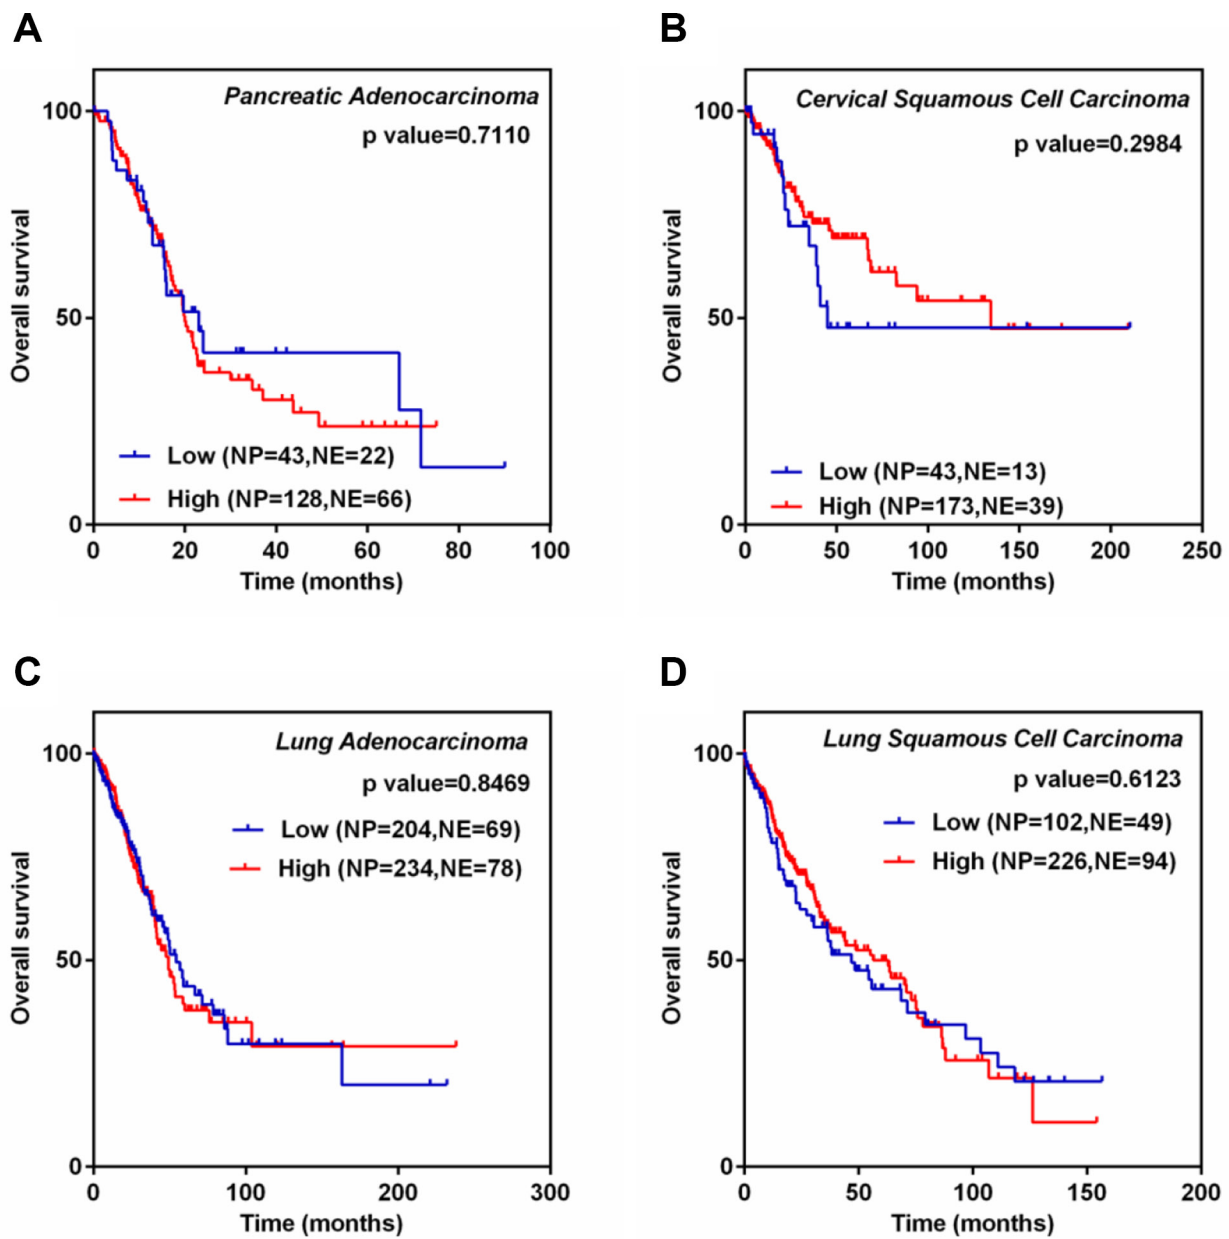 A
Pancreatic Adenocarcinoma
p value=0.7110
100
50
0
Overall survival
Low (NP=43,NE=22)
High (NP=128,NE=66)
0 20 40 60 80 100
Time (months)
B
Cervical Squamous Cell Carcinoma
p value=0.2984
100
50
0
Overall survival
Low (NP=43,NE=13)
High (NP=173,NE=39)
0 50 100 150 200 250
Time (months)
C
Lung Adenocarcinoma
p value=0.8469
Low (NP=204,NE=69)
High (NP=234,NE=78)
100
50
0
Overall survival
0 100 200 300
Time (months)
D
Lung Squamous Cell Carcinoma
p value=0.6123
Low (NP=102,NE=49)
High (NP=226,NE=94)
100
50
0
Overall survival
0 50 100 150 200
Time (months)